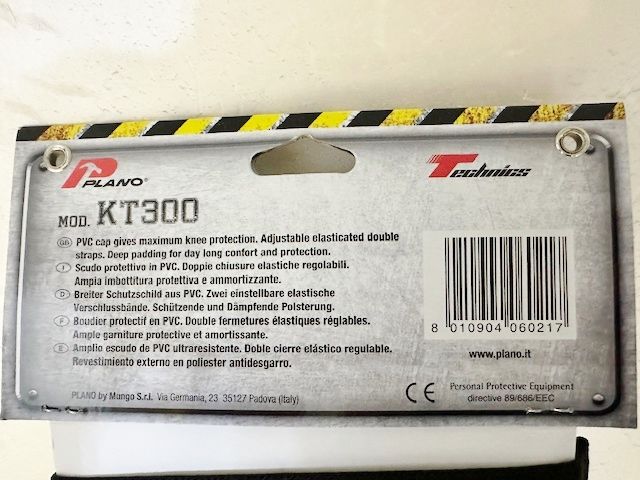 PLANO®
Technics
MOD. KT300
GB PVC cap gives maximum knee protection. Adjustable elasticated double
straps. Deep padding for day long confort and protection.
I Scudo protettivo in PVC. Doppie chiusure elastiche regolabili.
Ampia imbottitura protettiva e ammortizzante.
D Breiter Schutzschild aus PVC. Zwei einstellbare elastische
Verschlussbände. Schützende und Dämpfende Polsterung.
F Boudier protectif en PVC. Double fermetures élastiques réglables.
Ample garniture protective et amortissante.
E Amplio escudo de PVC ultraresistente. Doble cierre elástico regulable.
Revestimiento externo en poliester antidesgarro.
8 010904 060217
www.plano.it
PLANO by Mungo S.r.l. Via Germania, 23 35127 Padova (Italy)
CE
Personal Protective Equipment
directive 89/686/EEC